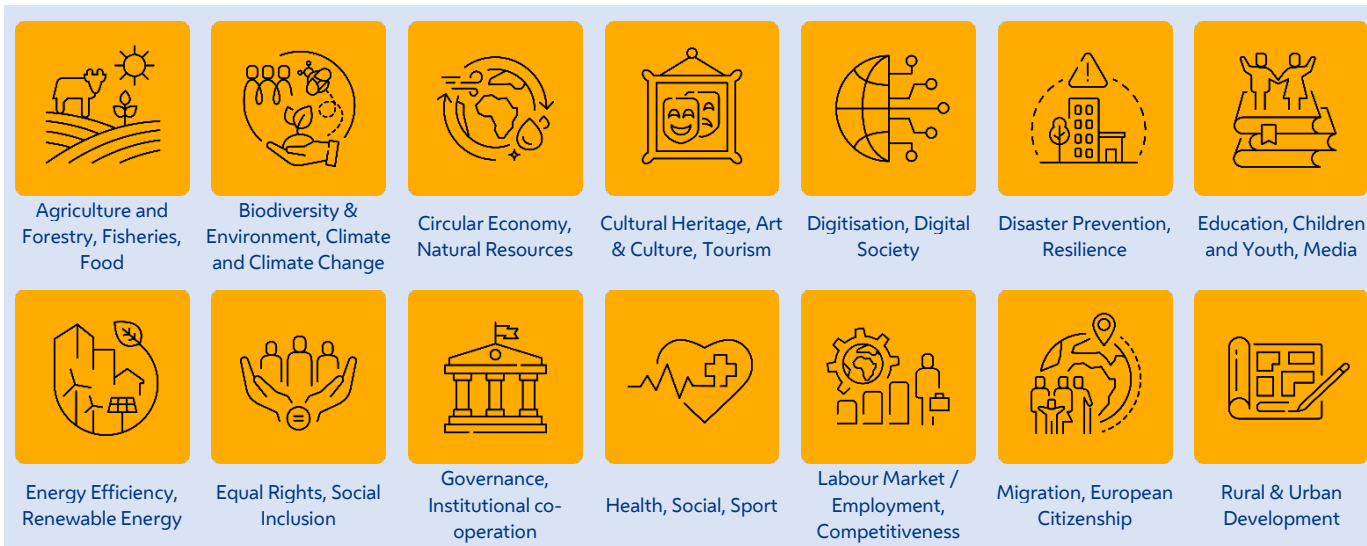 Agriculture and
Forestry, Fisheries,
Food
Biodiversity &
Environment, Climate
and Climate Change
Circular Economy,
Natural Resources
Cultural Heritage, Art
& Culture, Tourism
Digitisation, Digital
Society
Disaster Prevention,
Resilience
Education, Children
and Youth, Media
Energy Efficiency,
Renewable Energy
Equal Rights, Social
Inclusion
Governance,
Institutional co-
operation
Health, Social, Sport
Labour Market /
Employment,
Competitiveness
Migration, European
Citizenship
Rural & Urban
Development